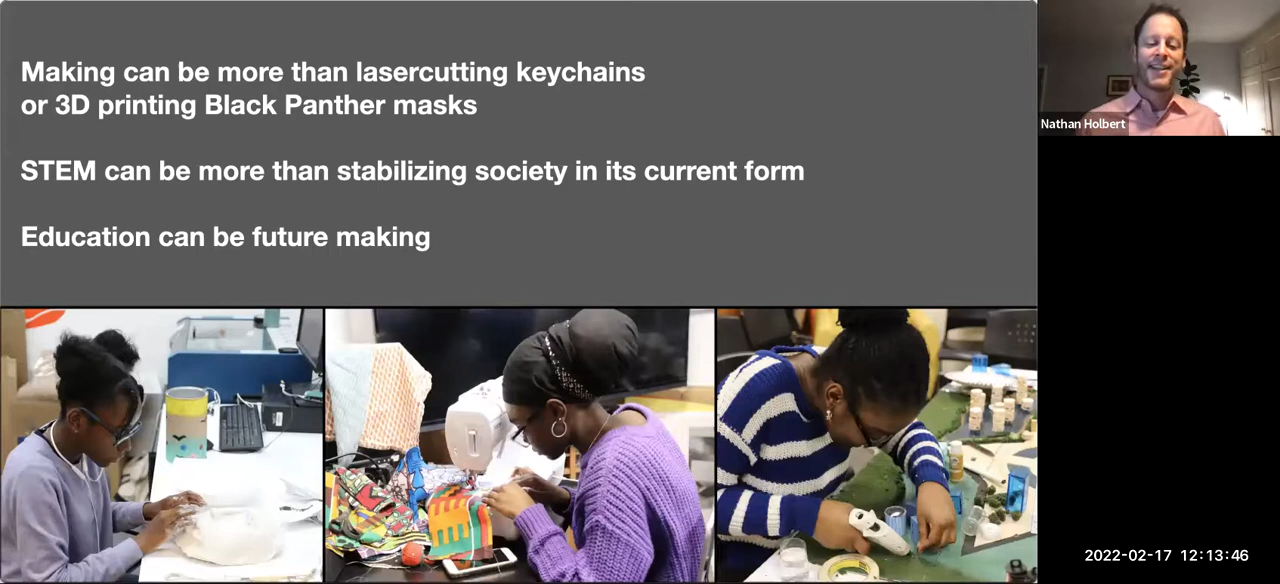 Making can be more than lasercutting keychains
or 3D printing Black Panther masks
STEM can be more than stabilizing society in its current form
Education can be future making
Nathan Holbert
2022-02-17 12:13:46